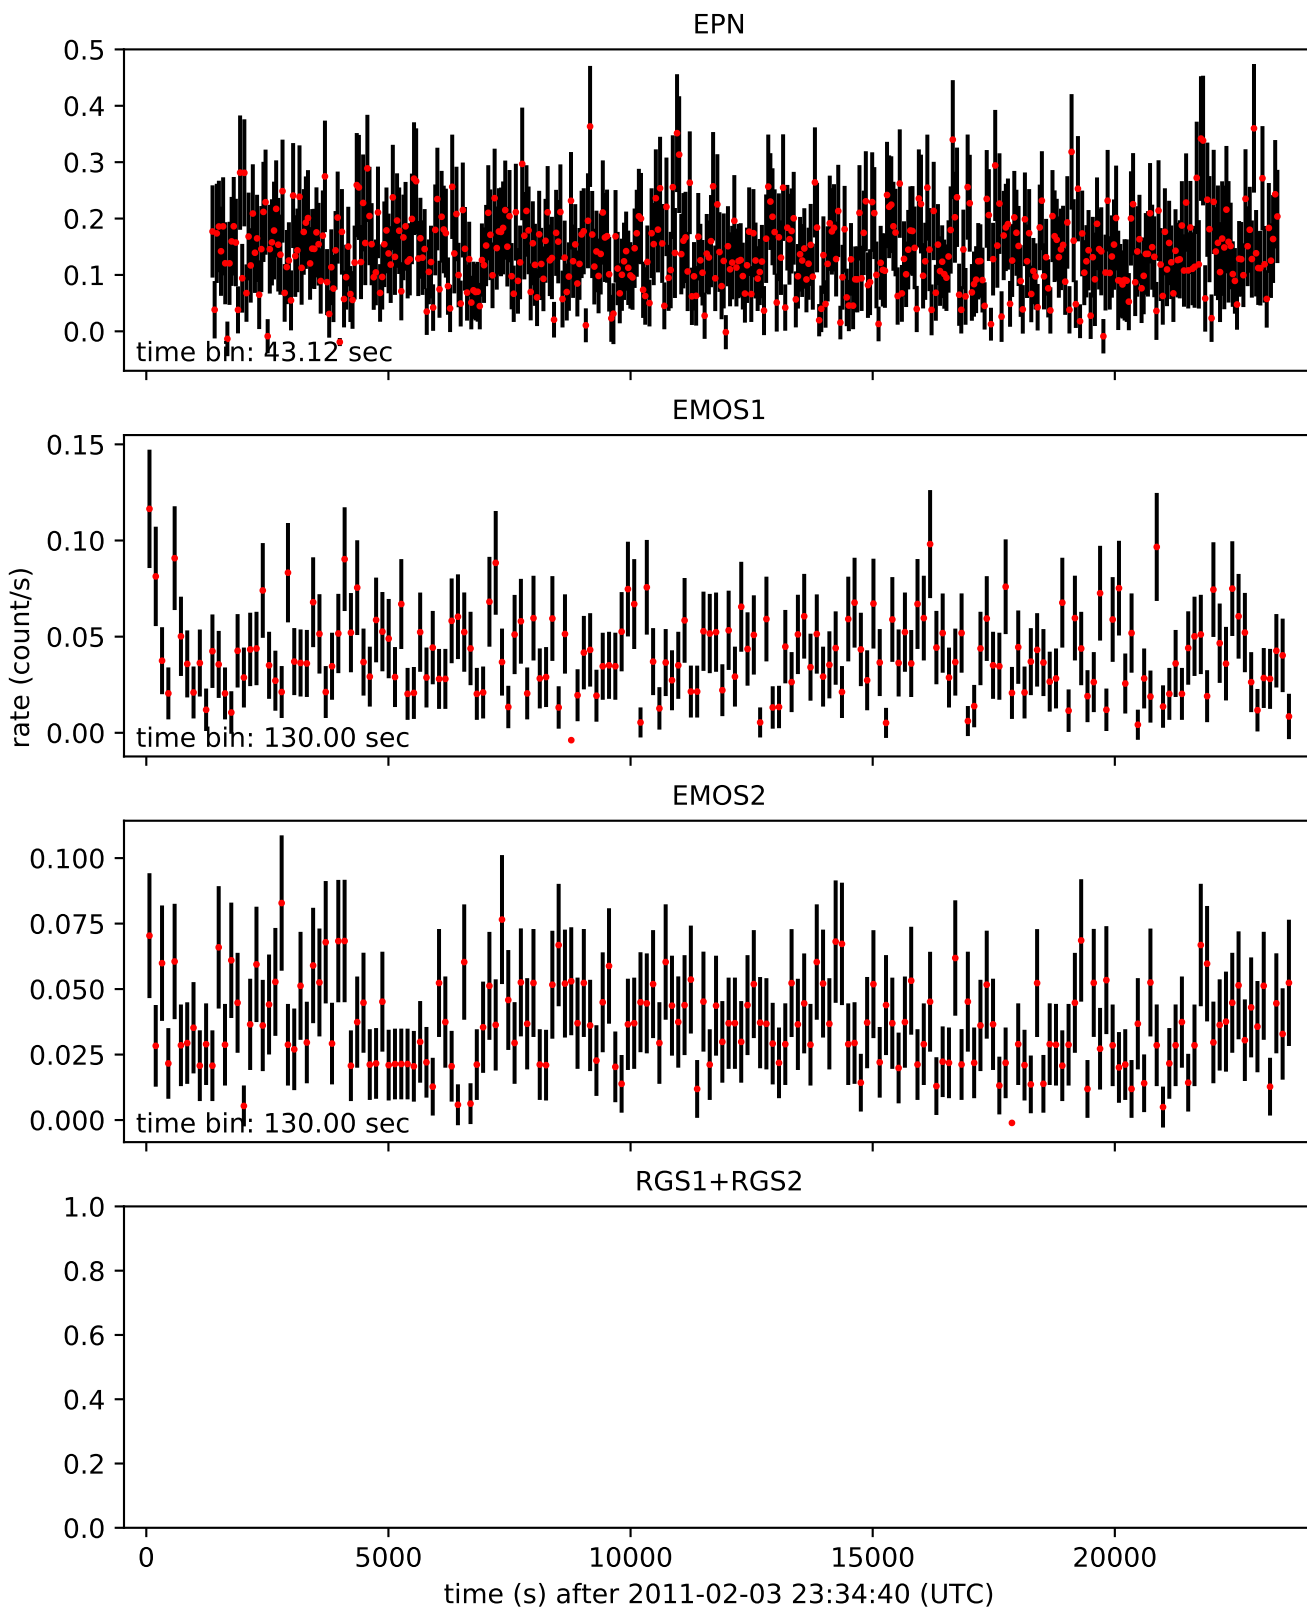 EPN
0.5
0.4
0.3
0.2
0.1
0.0
time bin: 43.12 sec
EMOS1
0.15
0.10
0.05
0.00
time bin: 130.00 sec
rate (count/s)
EMOS2
0.100
0.075
0.050
0.025
0.000
time bin: 130.00 sec
RGS1+RGS2
1.0
0.8
0.6
0.4
0.2
0.0
0 5000 10000 15000 20000
time (s) after 2011-02-03 23:34:40 (UTC)